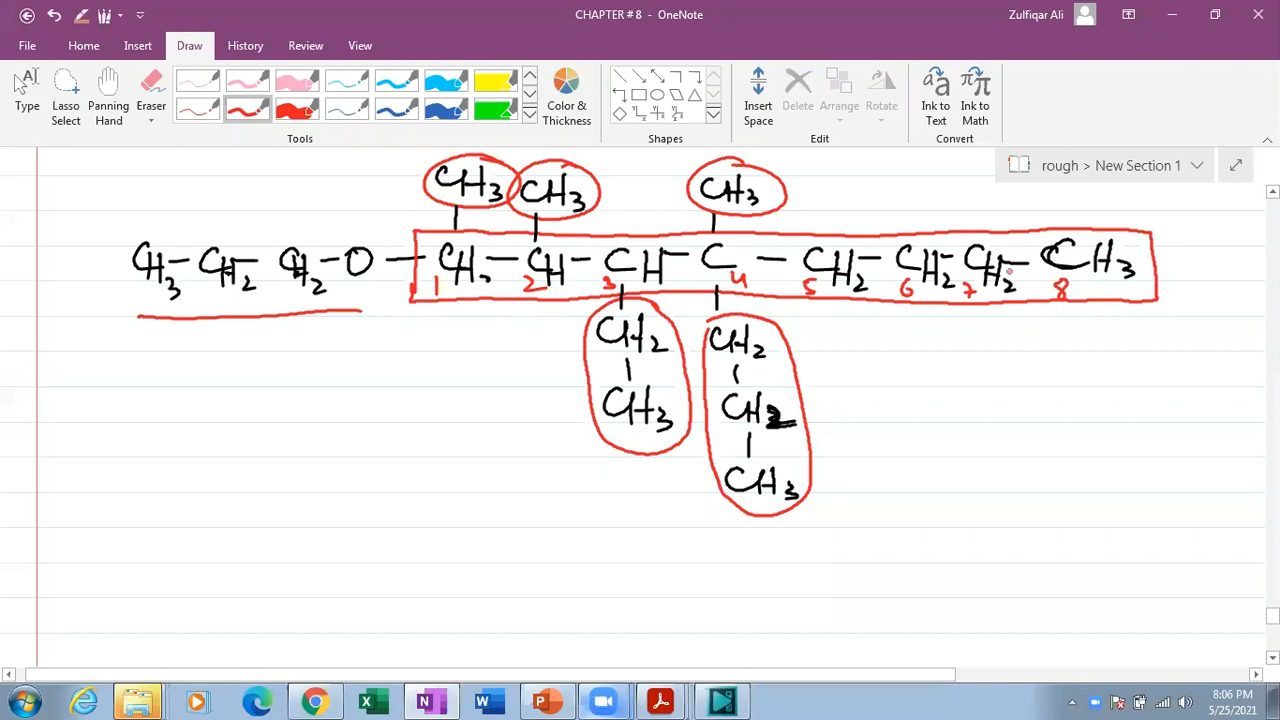 CHAPTER # 8 - OneNote
Zulfiqar Ali
File Home Insert Draw History Review View
Type Lasso Select Panning Hand Eraser
Color & Thickness
Insert Space Delete Arrange Rotate
Ink to Text Ink to Math
Tools Shapes Edit Convert
rough > New Section 1
CH3 CH3 CH3
CH3 - CH2 - CH2 - O - CH - CH - CH - C - CH2 - CH2 - CH2 - CH3
1 2 3 4 5 6 7 8
CH2 CH2
CH3 CH2
CH3
8:06 PM
5/25/2021